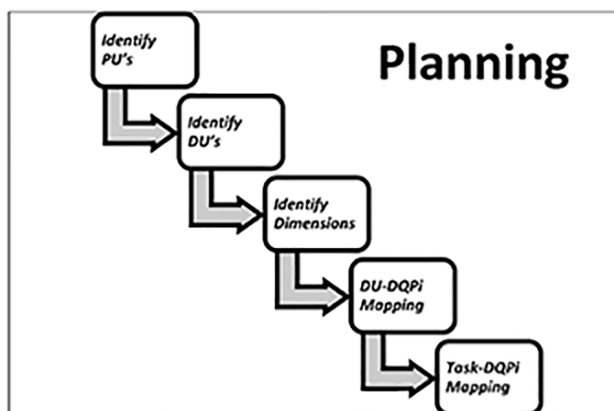 Planning
Identify
PU's
Identify
DU's
Identify
Dimensions
DU-DQPi
Mapping
Task-DQPi
Mapping